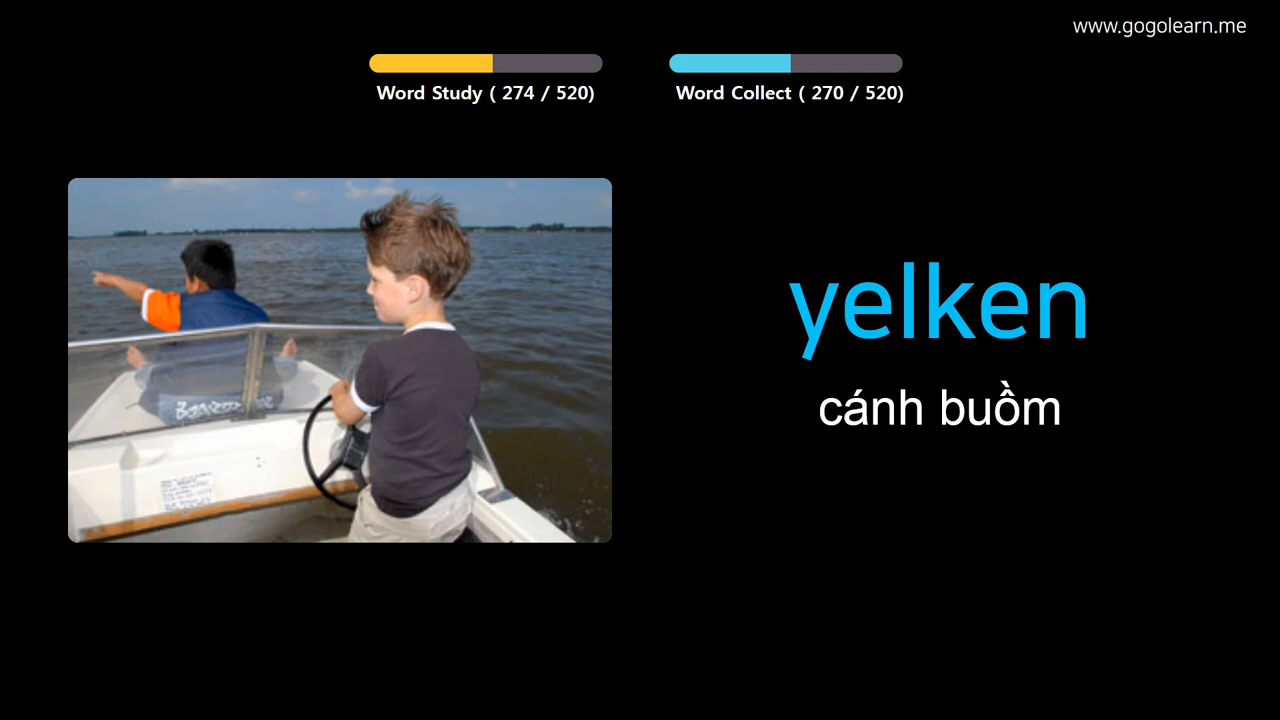 www.gogolearn.me
Word Study ( 274 / 520)
Word Collect ( 270 / 520)
yelken
cánh buồm